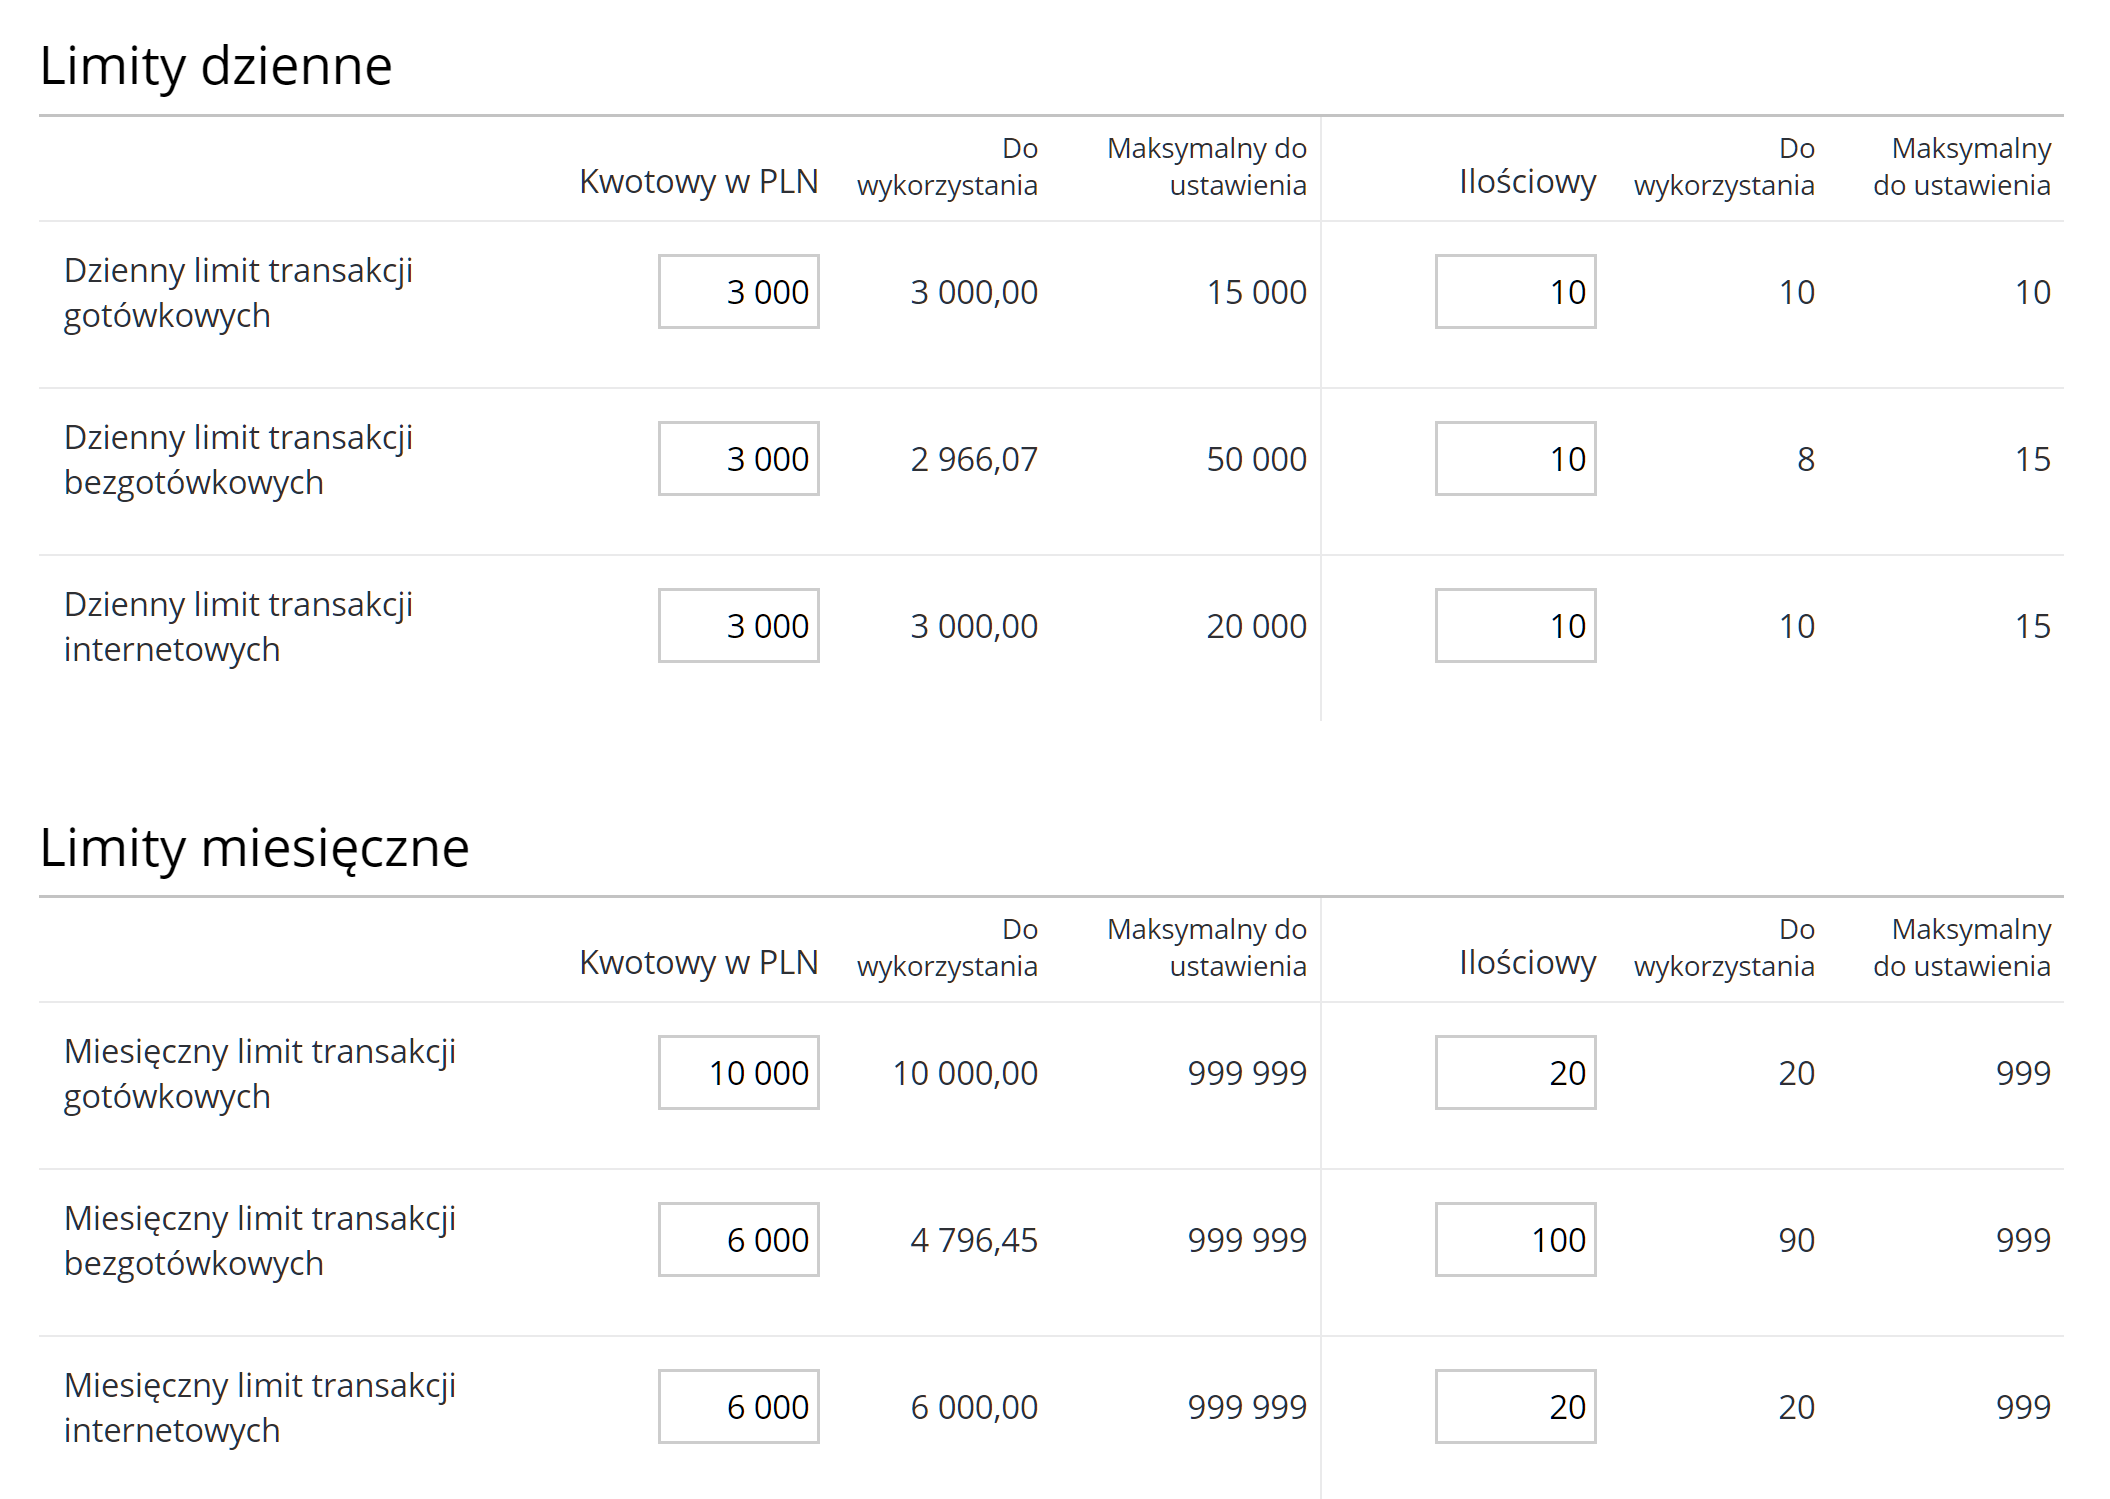 Limity dzienne
Kwotowy w PLN Do wykorzystania Maksymalny do ustawienia Ilościowy Do wykorzystania Maksymalny do ustawienia
Dzienny limit transakcji
gotówkowych
3 000 3 000,00 15 000 10 10 10
Dzienny limit transakcji
bezgotówkowych
3 000 2 966,07 50 000 10 8 15
Dzienny limit transakcji
internetowych
3 000 3 000,00 20 000 10 10 15
Limity miesięczne
Kwotowy w PLN Do wykorzystania Maksymalny do ustawienia Ilościowy Do wykorzystania Maksymalny do ustawienia
Miesięczny limit transakcji
gotówkowych
10 000 10 000,00 999 999 20 20 999
Miesięczny limit transakcji
bezgotówkowych
6 000 4 796,45 999 999 100 90 999
Miesięczny limit transakcji
internetowych
6 000 6 000,00 999 999 20 20 999